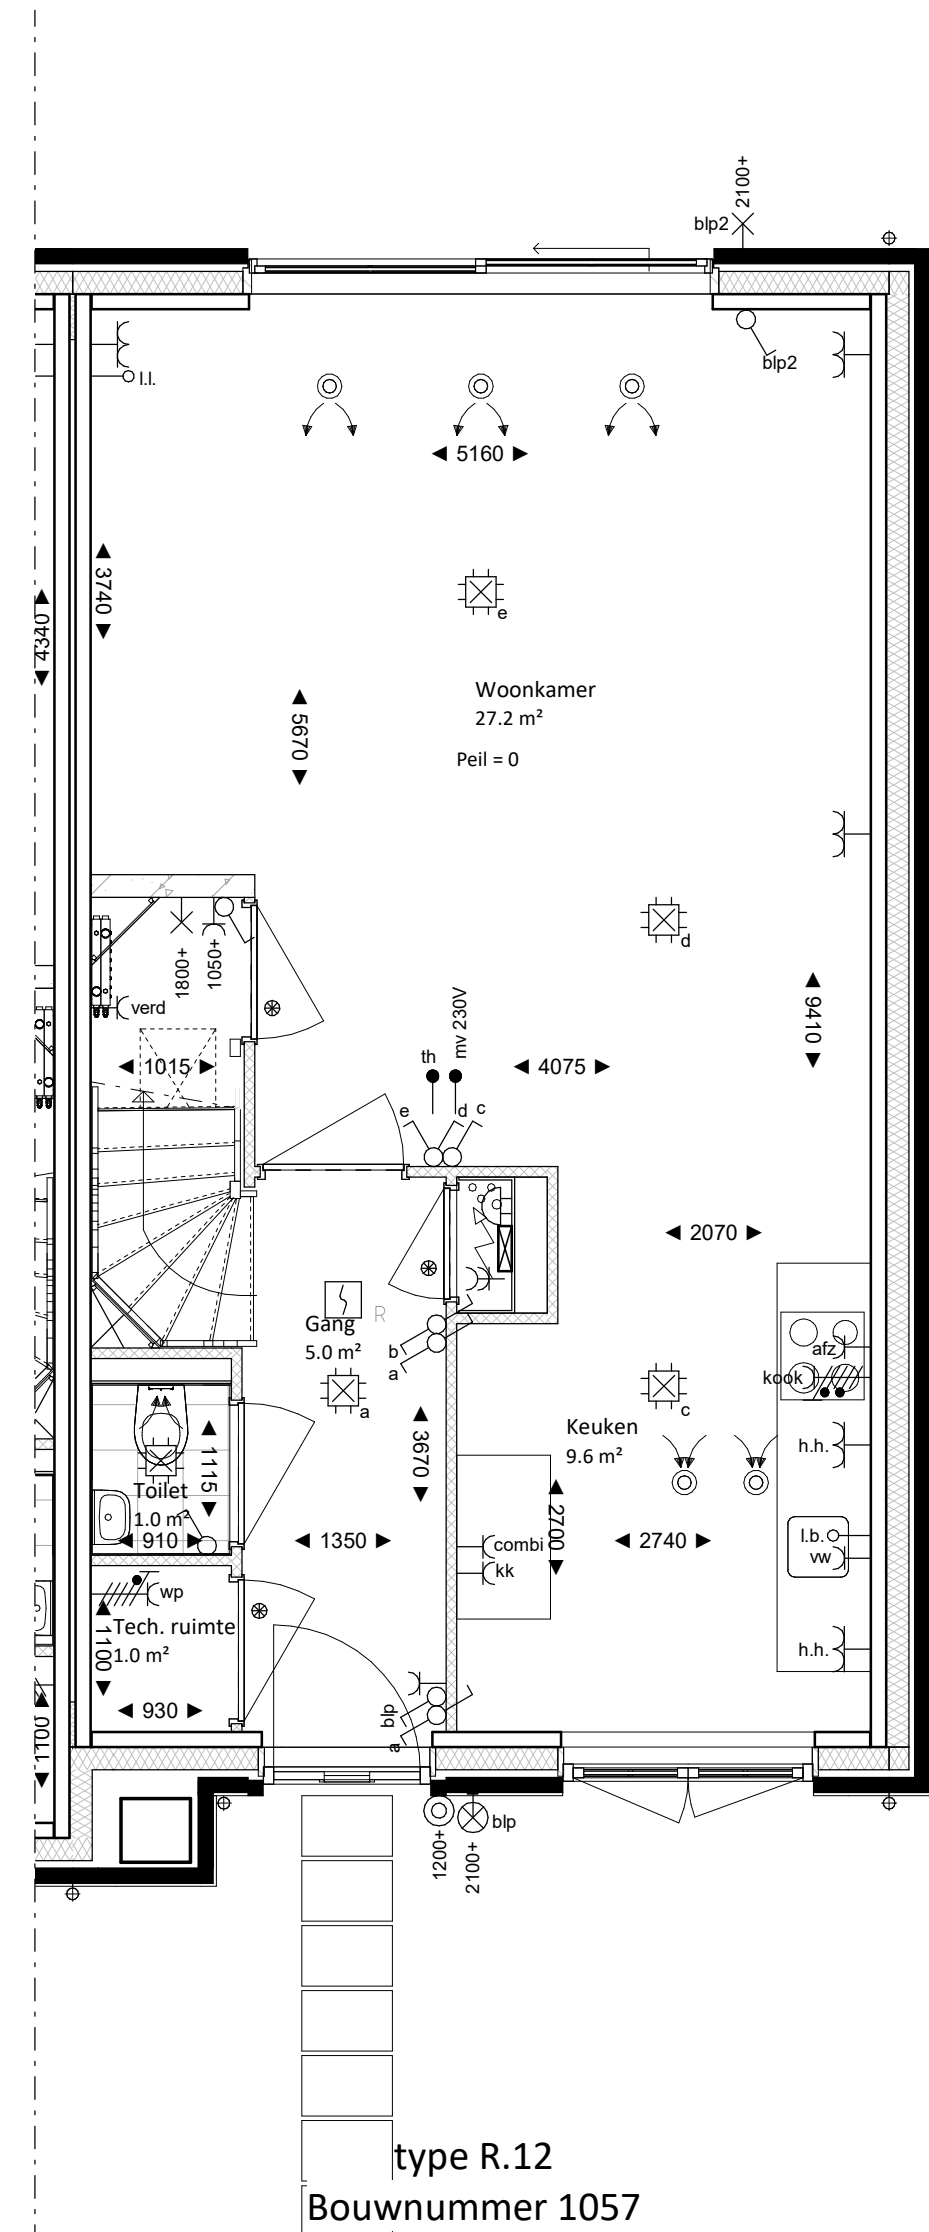 2100+
blp2
blp2
l.l.
5160
3740
4340
e
Woonkamer
27.2 m²
5670
Peil = 0
d
1800+
1050+
verd
9410
mv 230V
th
1015
4075
e
d
c
2070
R
Gang
5.0 m²
b
a
a
afz
kook
c
Keuken
9.6 m²
h.h.
3670
1115
Toilet
1.0 m²
910
1350
2700
2740
combi
kk
l.b.
vw
wp
Tech. ruimte
1.0 m²
1100
h.h.
930
blp
a
1100
blp
1200+
2100+
type R.12
Bouwnummer 1057